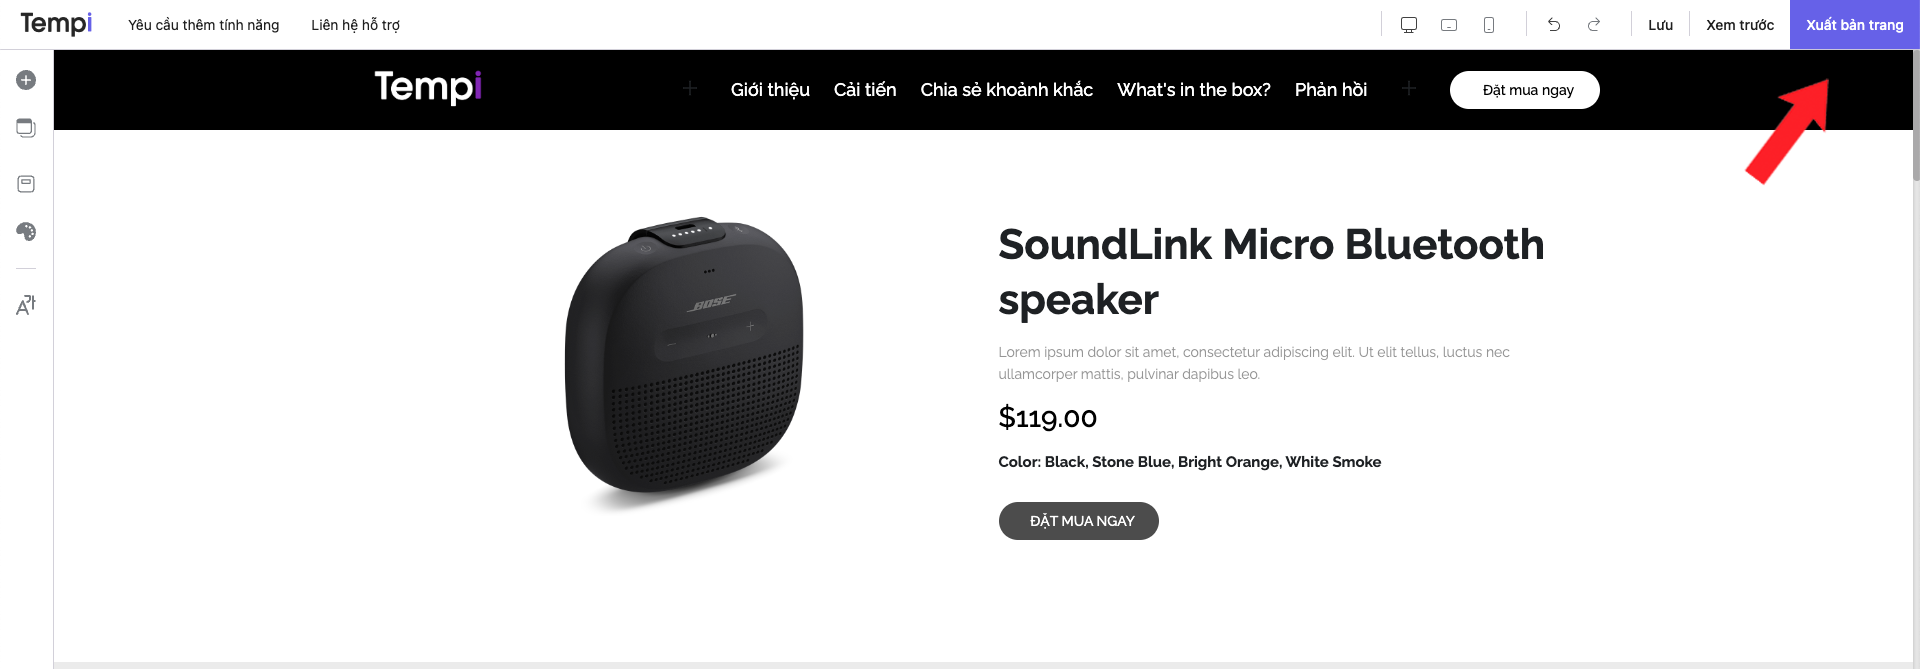 Tempi
Yêu cầu thêm tính năng
Liên hệ hỗ trợ
Lưu
Xem trước
Xuất bản trang
Tempi
Giới thiệu
Cải tiến
Chia sẻ khoảnh khắc
What's in the box?
Phản hồi
Đặt mua ngay
BOSE
SoundLink Micro Bluetooth
speaker
Lorem ipsum dolor sit amet, consectetur adipiscing elit. Ut elit tellus, luctus nec
ullamcorper mattis, pulvinar dapibus leo.
$119.00
Color: Black, Stone Blue, Bright Orange, White Smoke
ĐẶT MUA NGAY